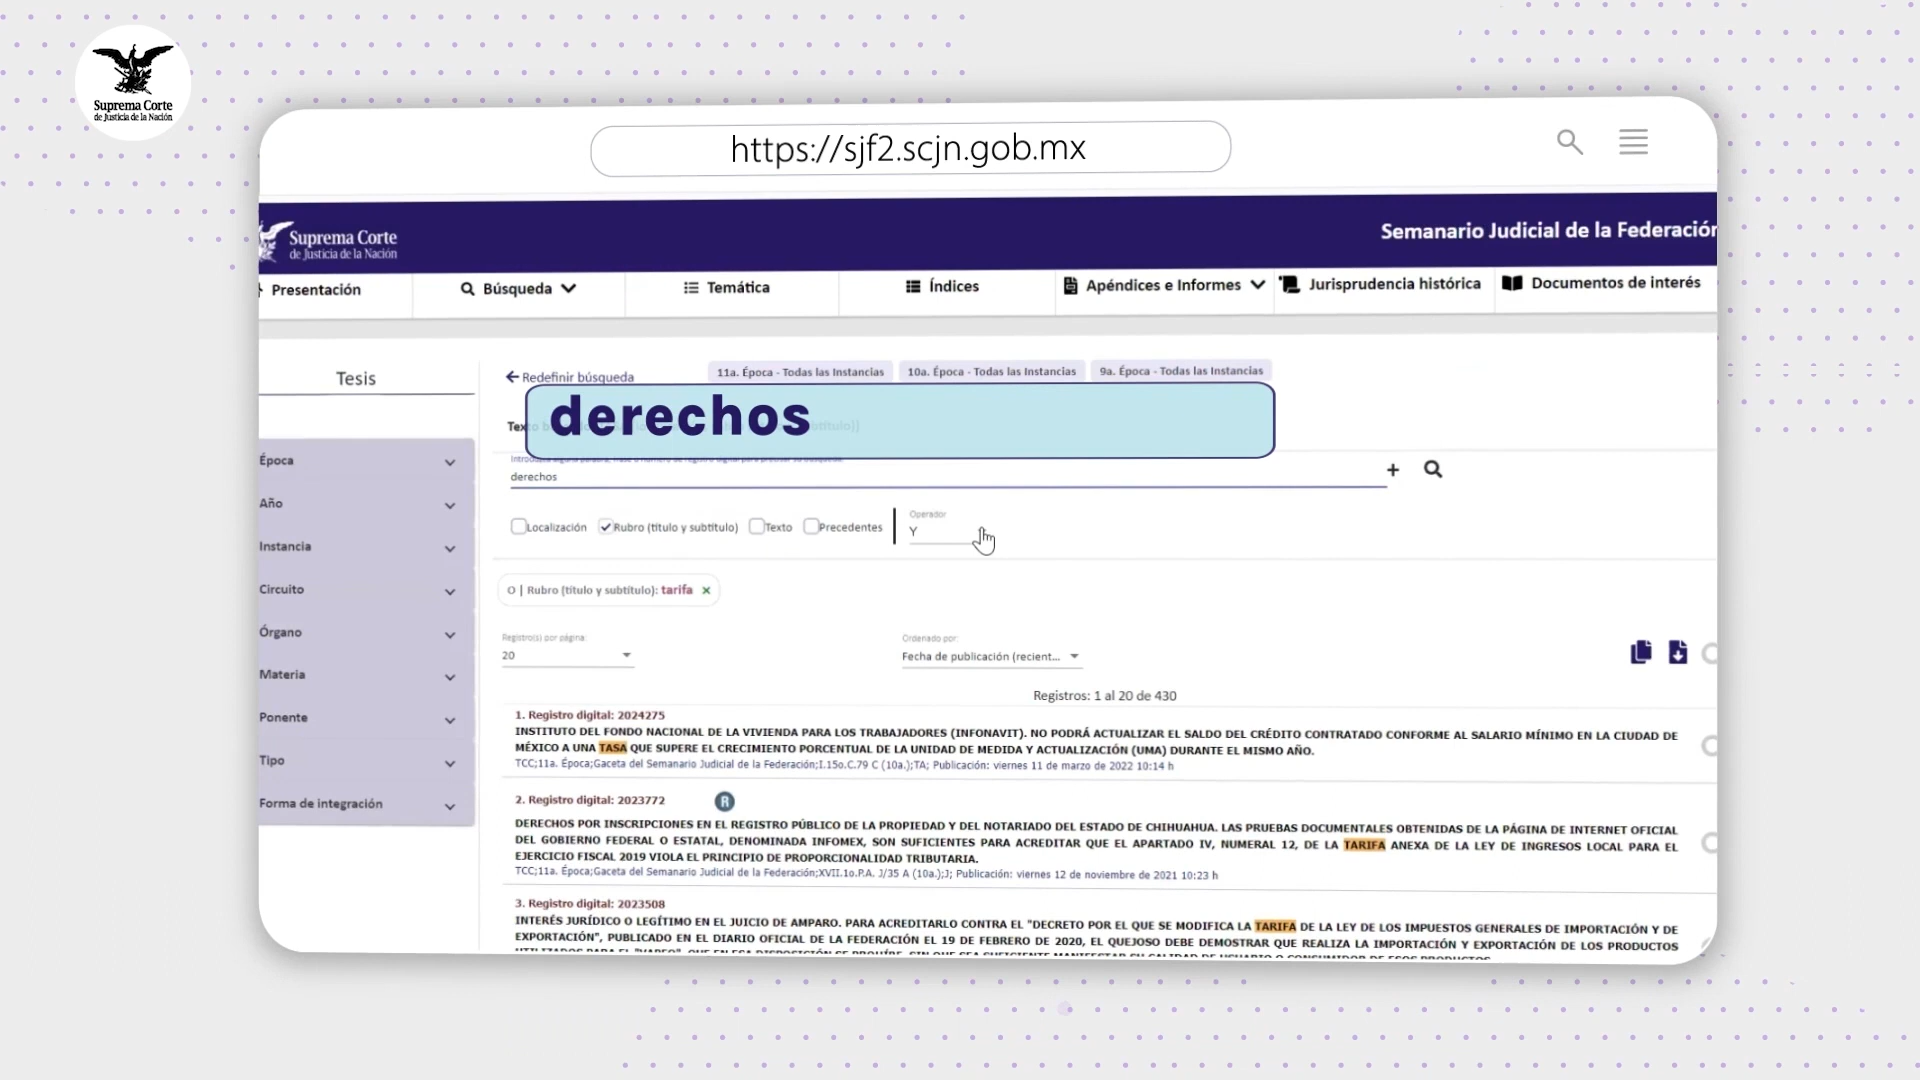 Suprema Corte
de Justicia de la Nación
https://sjf2.scjn.gob.mx
Suprema Corte
de Justicia de la Nación
Semanario Judicial de la Federación
Presentación
Búsqueda
Temática
Índices
Apéndices e Informes
Jurisprudencia histórica
Documentos de interés
Tesis
Época
Año
Instancia
Circuito
Órgano
Materia
Ponente
Tipo
Forma de integración
Redefinir búsqueda
11a. Época - Todas las Instancias
10a. Época - Todas las Instancias
9a. Época - Todas las Instancias
derechos
derechos
Localización
Rubro (título y subtítulo)
Texto
Precedentes
Operador
Y
O | Rubro (título y subtítulo): tarifa ×
Registro(s) por página:
20
Ordenado por:
Fecha de publicación (recient...
Registros: 1 al 20 de 430
1. Registro digital: 2024275
INSTITUTO DEL FONDO NACIONAL DE LA VIVIENDA PARA LOS TRABAJADORES (INFONAVIT). NO PODRÁ ACTUALIZAR EL SALDO DEL CRÉDITO CONTRATADO CONFORME AL SALARIO MÍNIMO EN LA CIUDAD DE
MÉXICO A UNA TASA QUE SUPERE EL CRECIMIENTO PORCENTUAL DE LA UNIDAD DE MEDIDA Y ACTUALIZACIÓN (UMA) DURANTE EL MISMO AÑO.
TCC;11a. Época;Gaceta del Semanario Judicial de la Federación;I.15o.C.79 C (10a.);TA; Publicación: viernes 11 de marzo de 2022 10:14 h
2. Registro digital: 2023772
R
DERECHOS POR INSCRIPCIONES EN EL REGISTRO PÚBLICO DE LA PROPIEDAD Y DEL NOTARIADO DEL ESTADO DE CHIHUAHUA. LAS PRUEBAS DOCUMENTALES OBTENIDAS DE LA PÁGINA DE INTERNET OFICIAL
DEL GOBIERNO FEDERAL O ESTATAL, DENOMINADA INFOMEX, SON SUFICIENTES PARA ACREDITAR QUE EL APARTADO IV, NUMERAL 12, DE LA TARIFA ANEXA DE LA LEY DE INGRESOS LOCAL PARA EL
EJERCICIO FISCAL 2019 VIOLA EL PRINCIPIO DE PROPORCIONALIDAD TRIBUTARIA.
TCC;11a. Época;Gaceta del Semanario Judicial de la Federación;XVII.1o.P.A. J/35 A (10a.);J; Publicación: viernes 12 de noviembre de 2021 10:23 h
3. Registro digital: 2023508
INTERÉS JURÍDICO O LEGÍTIMO EN EL JUICIO DE AMPARO. PARA ACREDITARLO CONTRA EL "DECRETO POR EL QUE SE MODIFICA LA TARIFA DE LA LEY DE LOS IMPUESTOS GENERALES DE IMPORTACIÓN Y DE
EXPORTACIÓN", PUBLICADO EN EL DIARIO OFICIAL DE LA FEDERACIÓN EL 19 DE FEBRERO DE 2020, EL QUEJOSO DEBE DEMOSTRAR QUE REALIZA LA IMPORTACIÓN Y EXPORTACIÓN DE LOS PRODUCTOS